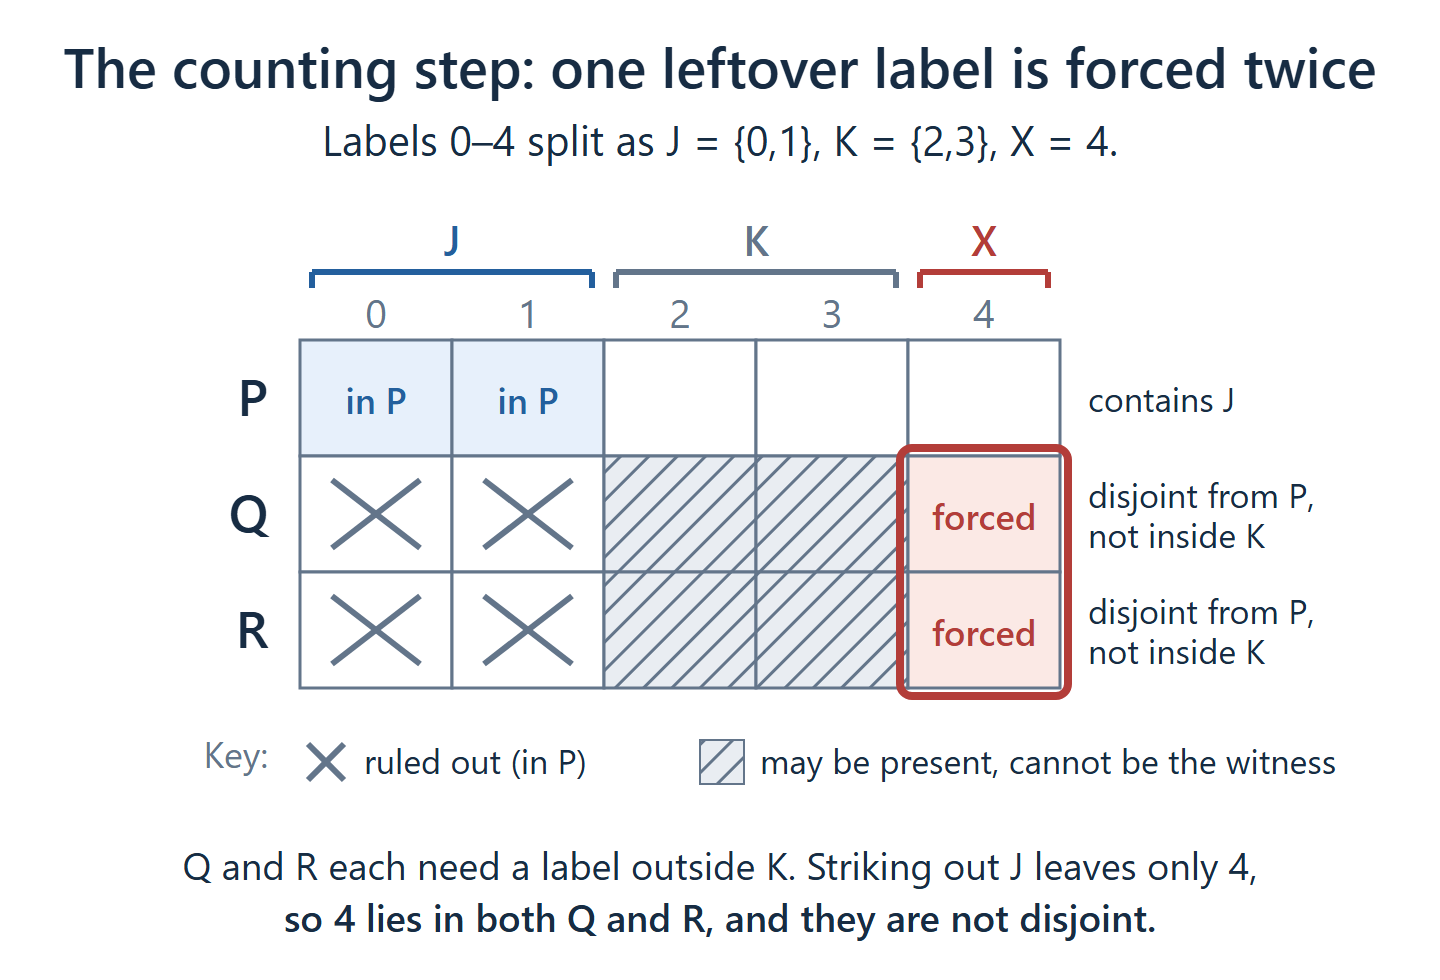 The counting step: one leftover label is forced twice
Labels 0–4 split as J = {0,1}, K = {2,3}, X = 4.
J K X
0 1 2 3 4
P in P in P contains J
Q forced disjoint from P,
not inside K
R forced disjoint from P,
not inside K
Key: ruled out (in P) may be present, cannot be the witness
Q and R each need a label outside K. Striking out J leaves only 4,
so 4 lies in both Q and R, and they are not disjoint.